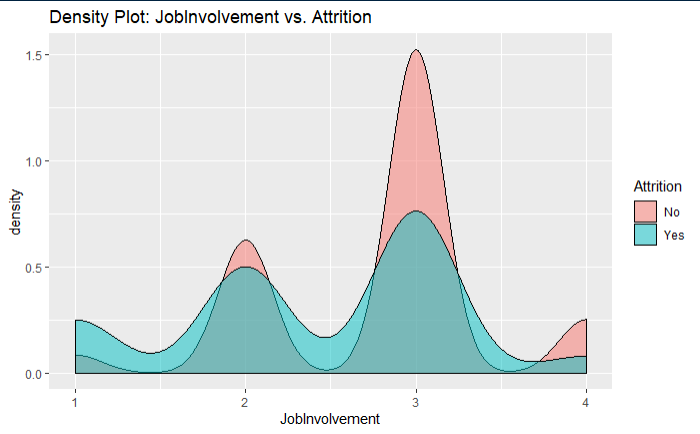 Density Plot: JobInvolvement vs. Attrition
1.5
1.0
0.5
0.0
density
1
2
3
4
JobInvolvement
Attrition
No
Yes